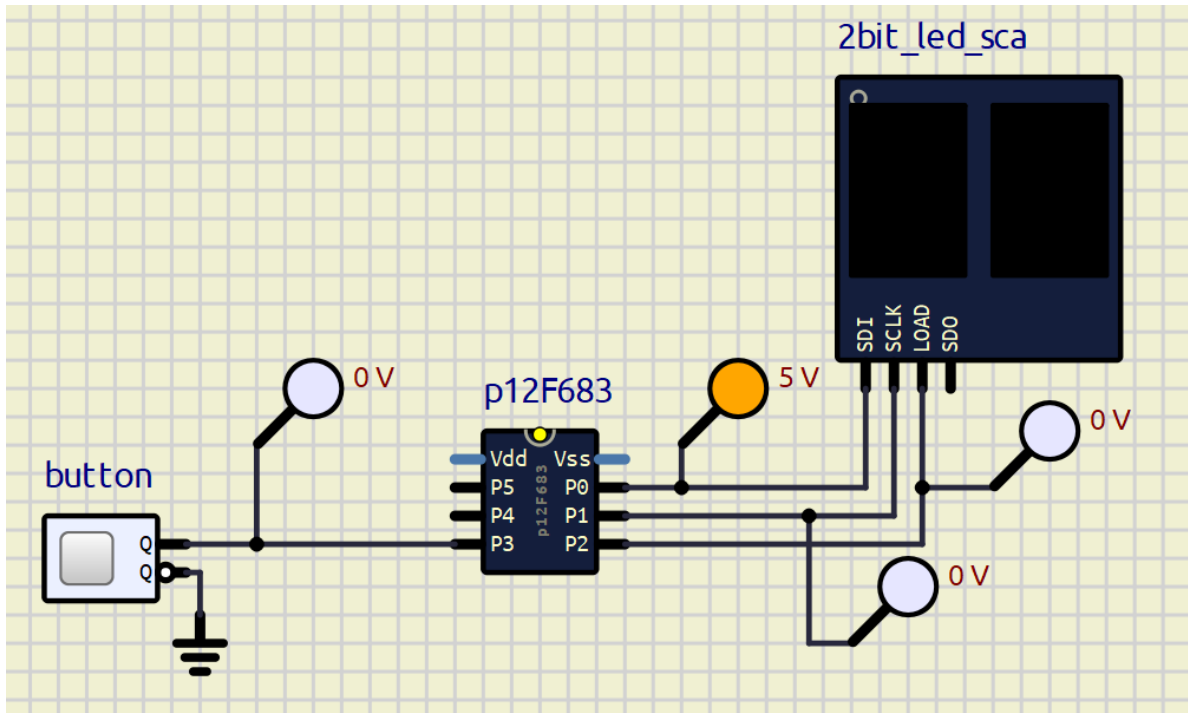 2bit_led_sca
SDI
SCLK
LOAD
SDO
0 V
p12F683
5 V
0 V
Vdd Vss
P5 P0
P4 P1
P3 P2
p12F683
button
Q
Q
0 V